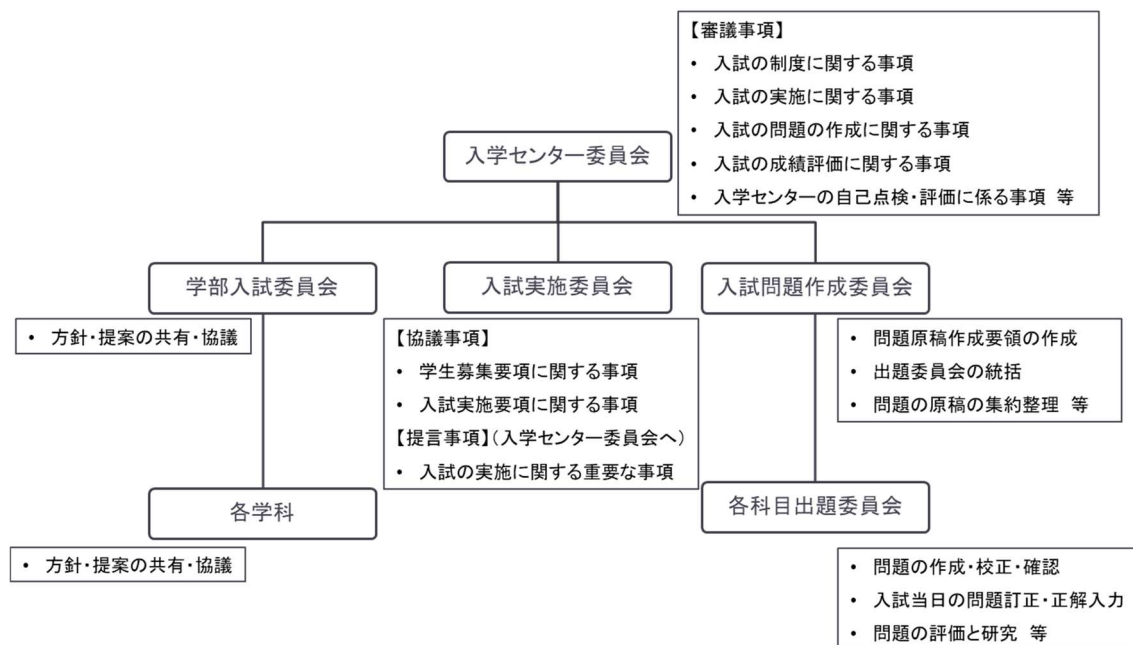 【審議事項】
• 入試の制度に関する事項
• 入試の実施に関する事項
• 入試の問題の作成に関する事項
• 入試の成績評価に関する事項
• 入学センターの自己点検・評価に係る事項 等
入学センター委員会
学部入試委員会
• 方針・提案の共有・協議
入試実施委員会
【協議事項】
• 学生募集要項に関する事項
• 入試実施要項に関する事項
【提言事項】(入学センター委員会へ)
• 入試の実施に関する重要な事項
入試問題作成委員会
• 問題原稿作成要領の作成
• 出題委員会の統括
• 問題の原稿の集約整理 等
各学科
• 方針・提案の共有・協議
各科目出題委員会
• 問題の作成・校正・確認
• 入試当日の問題訂正・正解入力
• 問題の評価と研究 等